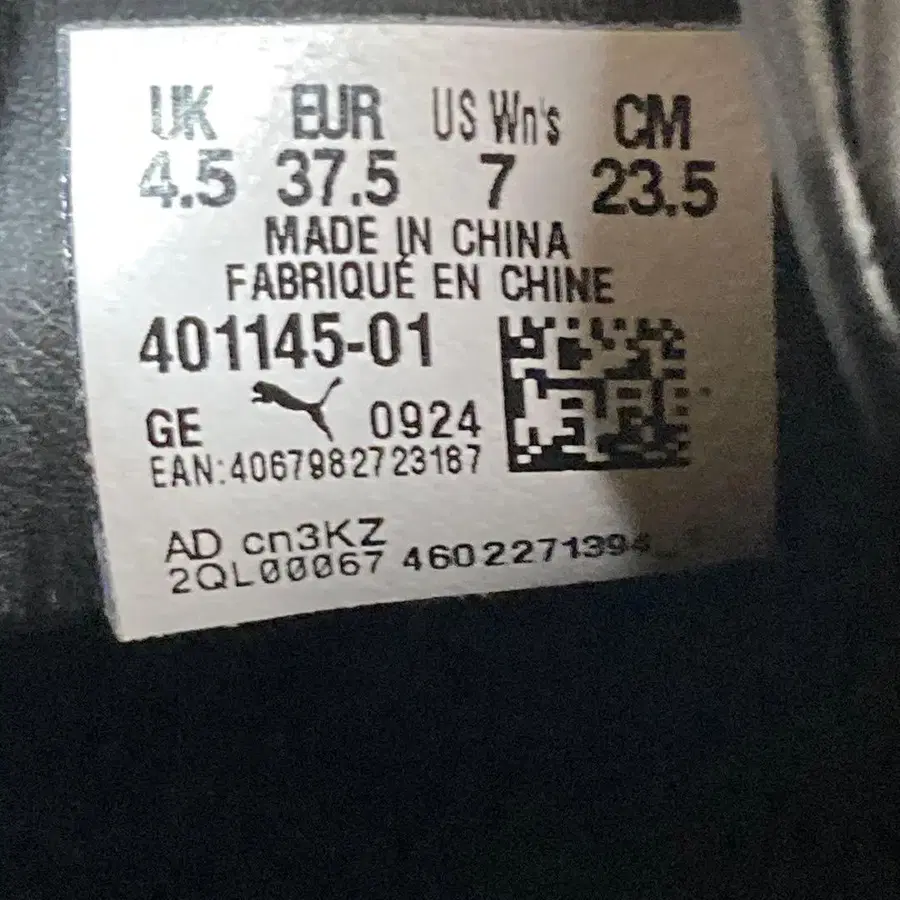 UK EUR US Wn's CM
4.5 37.5 7 23.5
MADE IN CHINA
FABRIQUÉ EN CHINE
401145-01
GE 0924
EAN:4067982723187
AD cn3KZ
2QL00067 4602271394